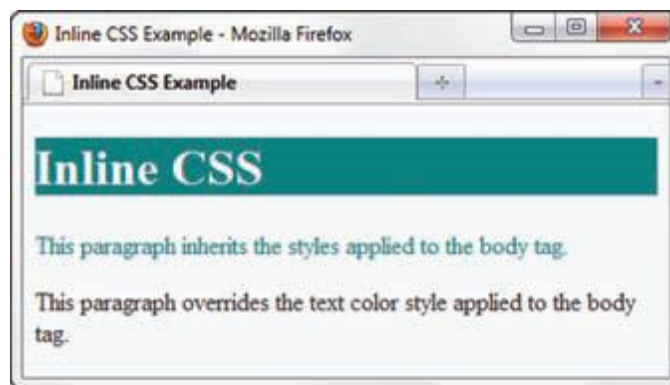 Inline CSS Example - Mozilla Firefox
Inline CSS Example
Inline CSS
This paragraph inherits the styles applied to the body tag.
This paragraph overrides the text color style applied to the body
tag.